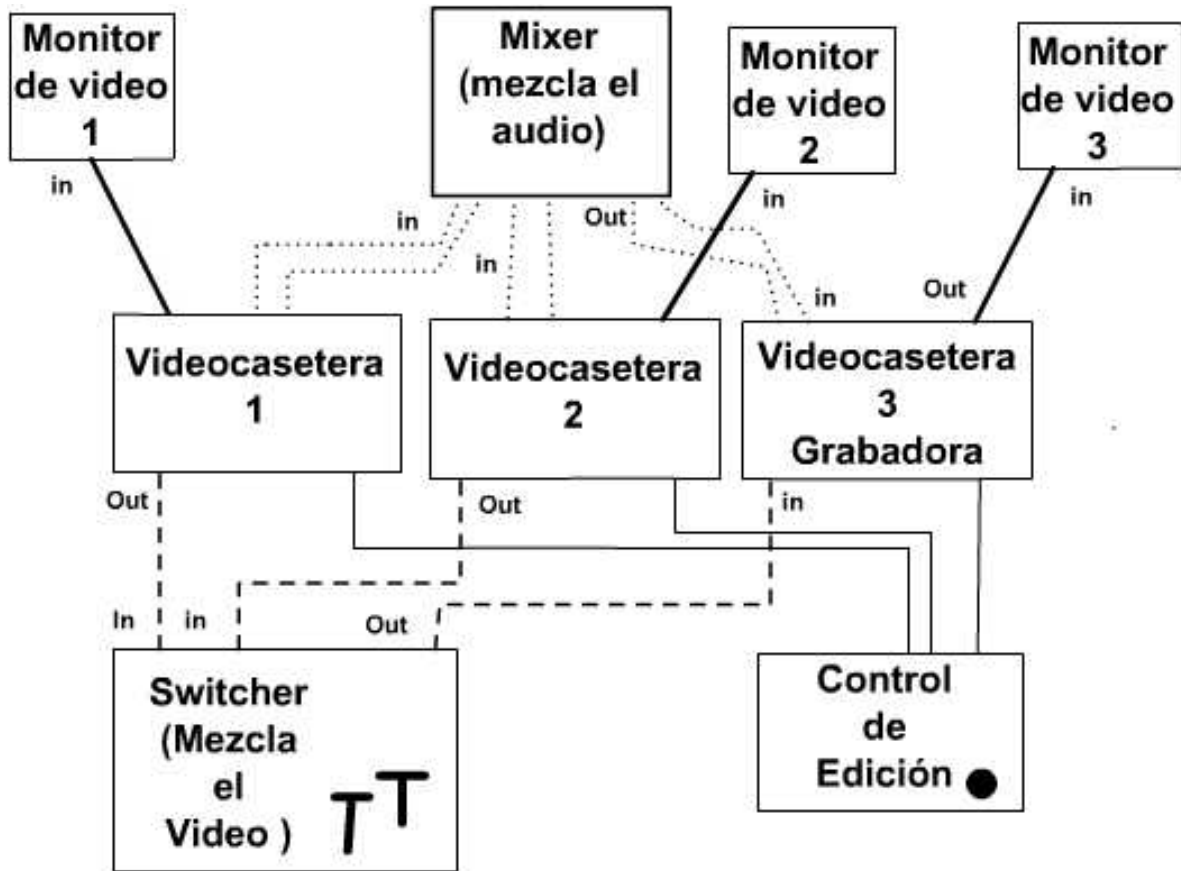 Monitor
de video
1
Mixer
(mezcla el
audio)
Monitor
de video
2
Monitor
de video
3
in
in
in
Out
in
in
in
Out
Videocasetera
1
Videocasetera
2
Videocasetera
3
Grabadora
Out
Out
in
In
in
Out
Switcher
(Mezcla
el
Video )
Control
de
Edición